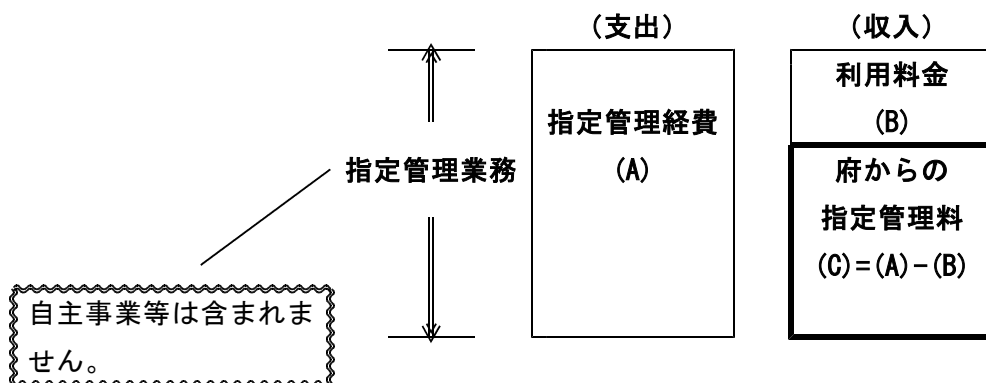 （支出）
（収入）
利用料金
(B)
指定管理経費
(A)
指定管理業務
府からの
指定管理料
(C)=(A)-(B)
自主事業等は含まれま
せん。